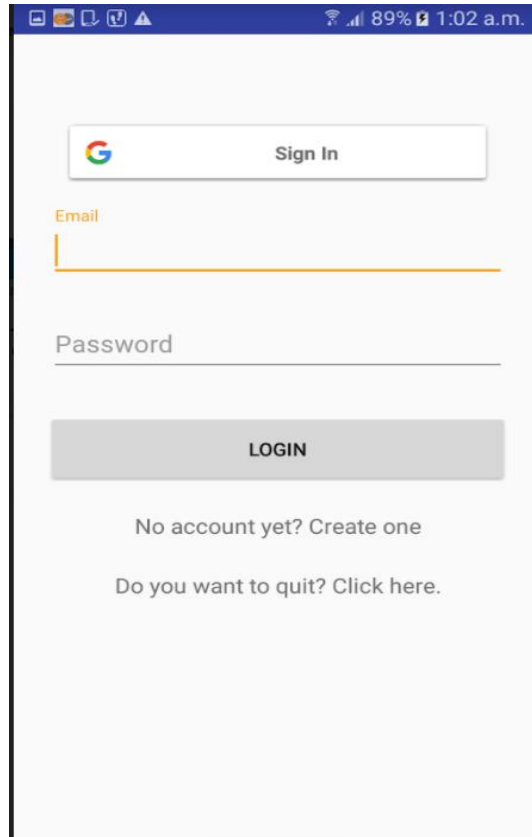 89% 1:02 a.m.
Sign In
Email
Password
LOGIN
No account yet? Create one
Do you want to quit? Click here.